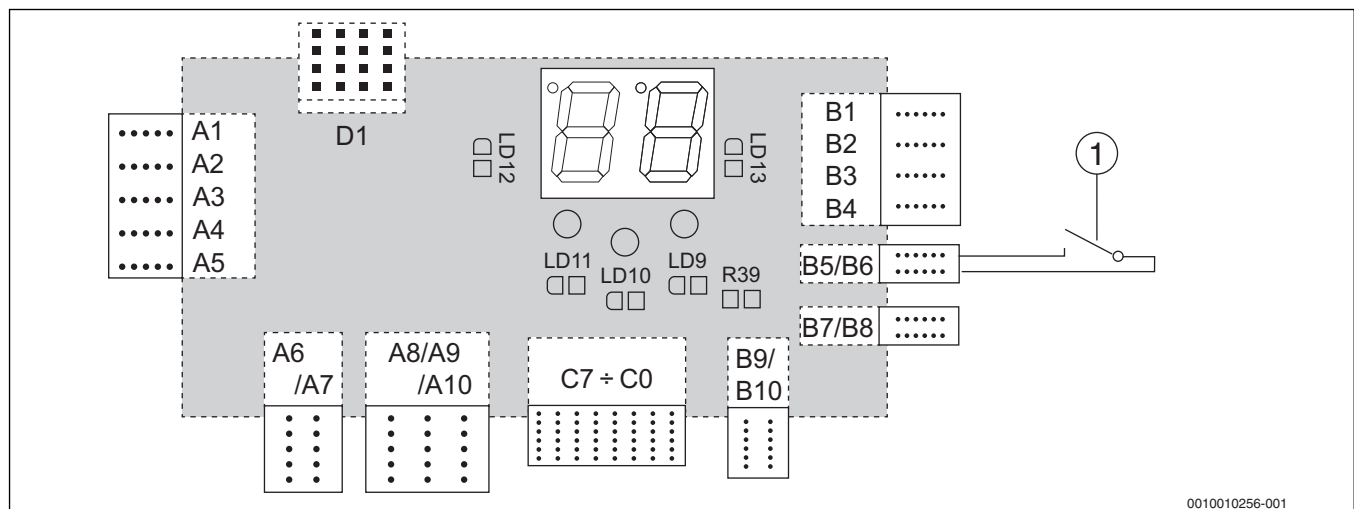 D1
A1
A2
A3
A4
A5
LD12
LD13
LD11
LD10
LD9
R39
B1
B2
B3
B4
B5/B6
B7/B8
1
A6
/A7
A8/A9
/A10
C7 ÷ C0
B9/
B10
0010010256-001